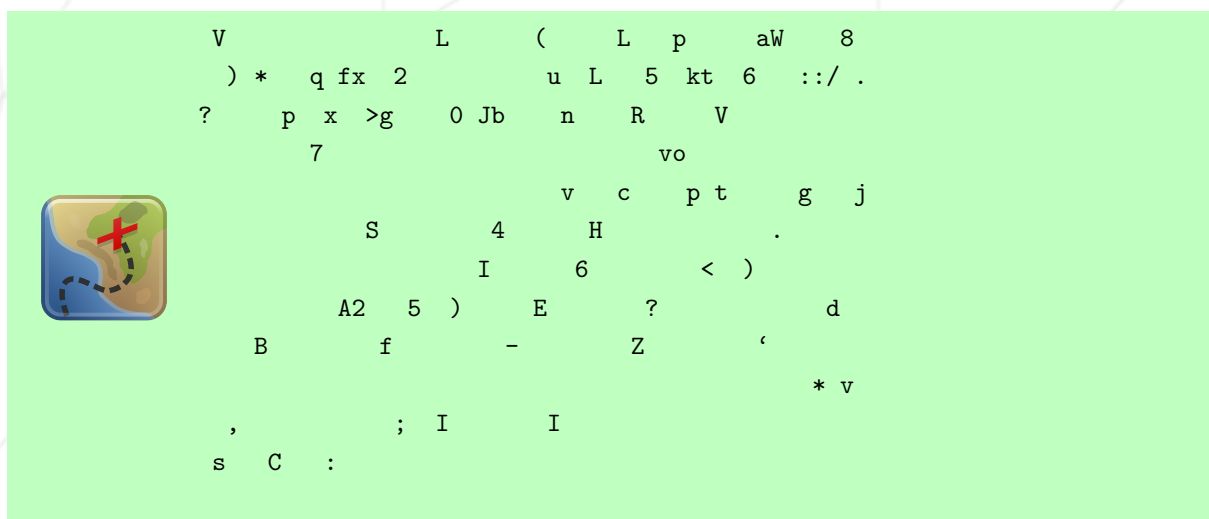 V L ( L p aW 8
) * q fx 2 u L 5 kt 6 ::/ .
? p x >g 0 Jb n R V
7 vo
v c p t g j
S 4 H .
I 6 < )
A2 5 ) E ? d
B f - Z ‘
* v
, ; I I
s C :